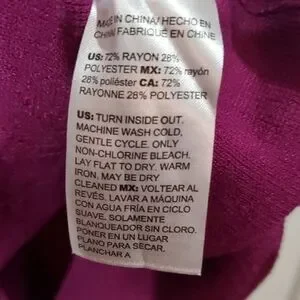 MADE IN CHINA/ HECHO EN
CHINA/ FABRIQUÉ EN CHINE
US: 72% RAYON 28%
POLYESTER MX: 72% rayón
28% poliéster CA: 72%
RAYONNE 28% POLYESTER
US: TURN INSIDE OUT.
MACHINE WASH COLD,
GENTLE CYCLE. ONLY
NON-CHLORINE BLEACH.
LAY FLAT TO DRY. WARM
IRON. MAY BE DRY
CLEANED MX: VOLTEAR AL
REVÉS. LAVAR A MÁQUINA
CON AGUA FRÍA EN CICLO
SUAVE. SOLAMENTE
BLANQUEADOR SIN CLORO.
PONER EN UN LUGAR
PLANO PARA SECAR.
PLANCHAR A